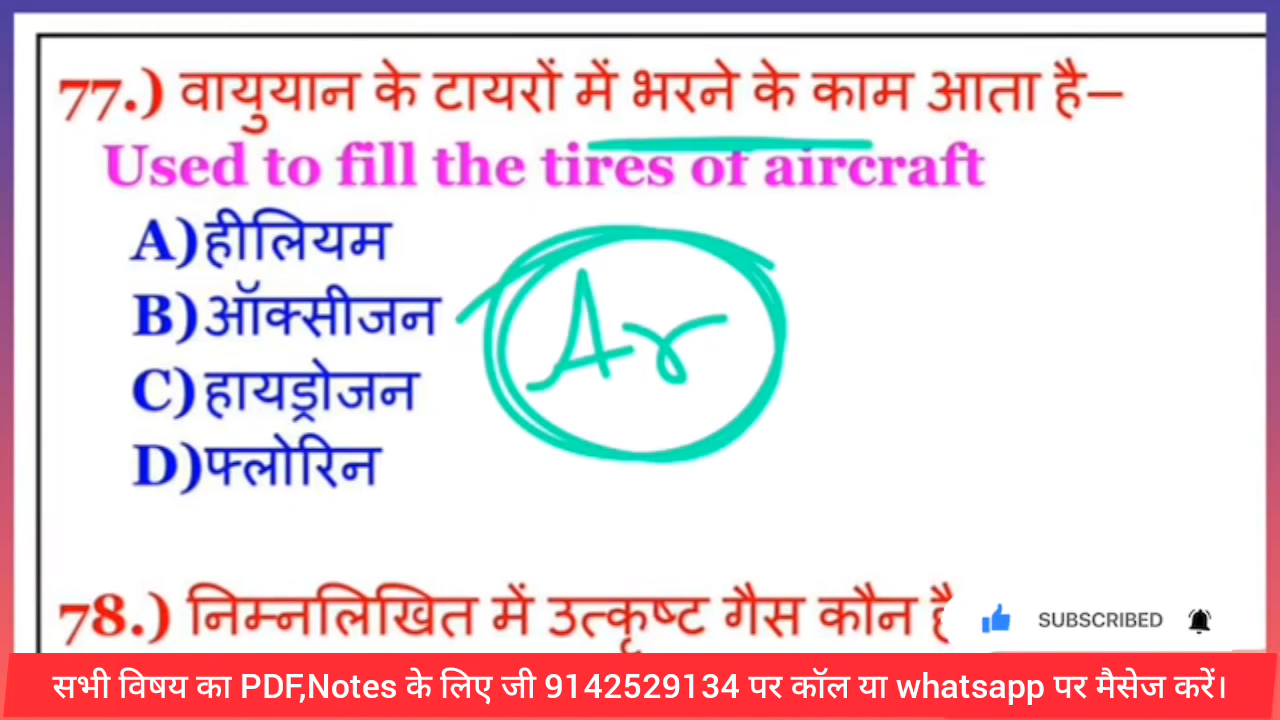 77.) वायुयान के टायरों में भरने के काम आता है—
Used to fill the tires of aircraft
A)हीलियम
B)ऑक्सीजन
C)हायड्रोजन
D)फ्लोरिन
Ar
78.) निम्नलिखित में उत्कृष्ट गैस कौन है
SUBSCRIBED
सभी विषय का PDF,Notes के लिए जी 9142529134 पर कॉल या whatsapp पर मैसेज करें।